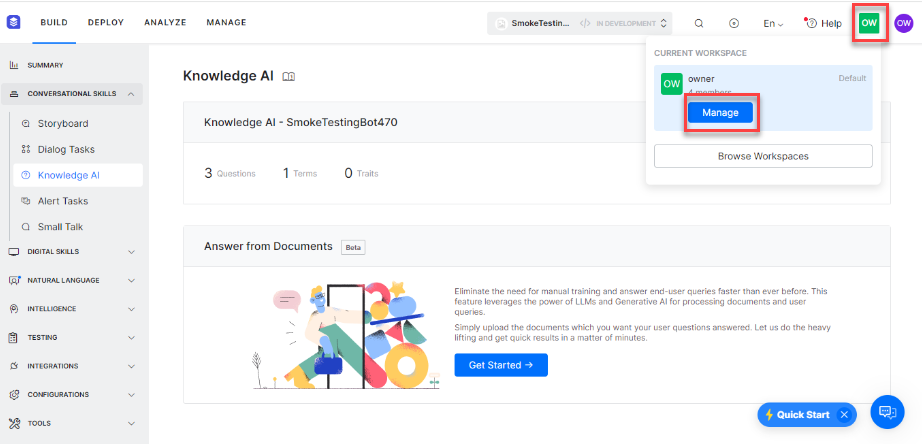 BUILD DEPLOY ANALYZE MANAGE SmokeTestin... </> IN DEVELOPMENT En Help OW OW
SUMMARY
CONVERSATIONAL SKILLS
Storyboard
Dialog Tasks
Knowledge AI
Alert Tasks
Small Talk
DIGITAL SKILLS
NATURAL LANGUAGE
INTELLIGENCE
TESTING
INTEGRATIONS
CONFIGURATIONS
TOOLS
Knowledge AI
Knowledge AI - SmokeTestingBot470
3 Questions 1 Terms 0 Traits
CURRENT WORKSPACE
OW owner Default
4 members
Manage
Browse Workspaces
Answer from Documents Beta
Eliminate the need for manual training and answer end-user queries faster than ever before. This
feature leverages the power of LLMs and Generative AI for processing documents and user
queries.
Simply upload the documents which you want your user questions answered. Let us do the heavy
lifting and get quick results in a matter of minutes.
Get Started →
Quick Start